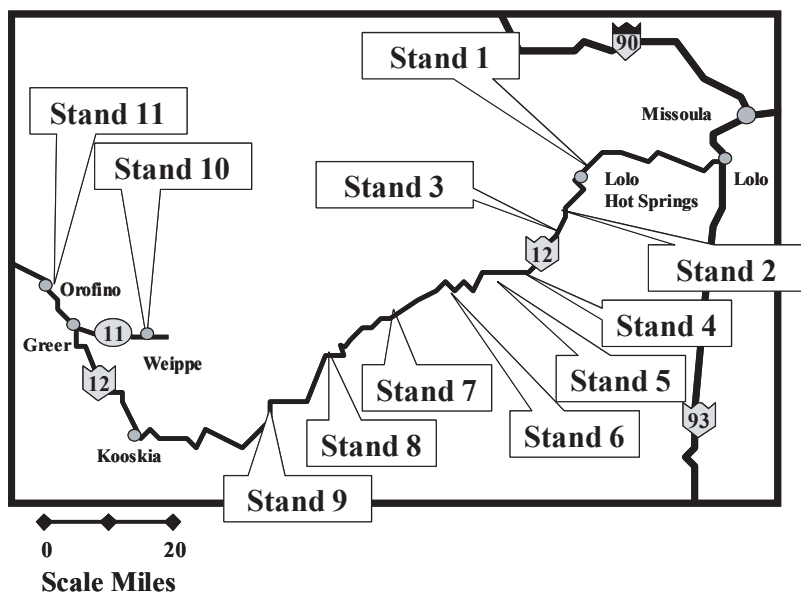 90
Stand 1
Missoula
Stand 11
Stand 10
Stand 3
Lolo
Hot Springs
Lolo
12
Stand 2
Orofino
Stand 4
Greer
11
Weippe
Stand 5
12
Stand 7
93
Stand 6
Stand 8
Kooskia
Stand 9
0
20
Scale Miles